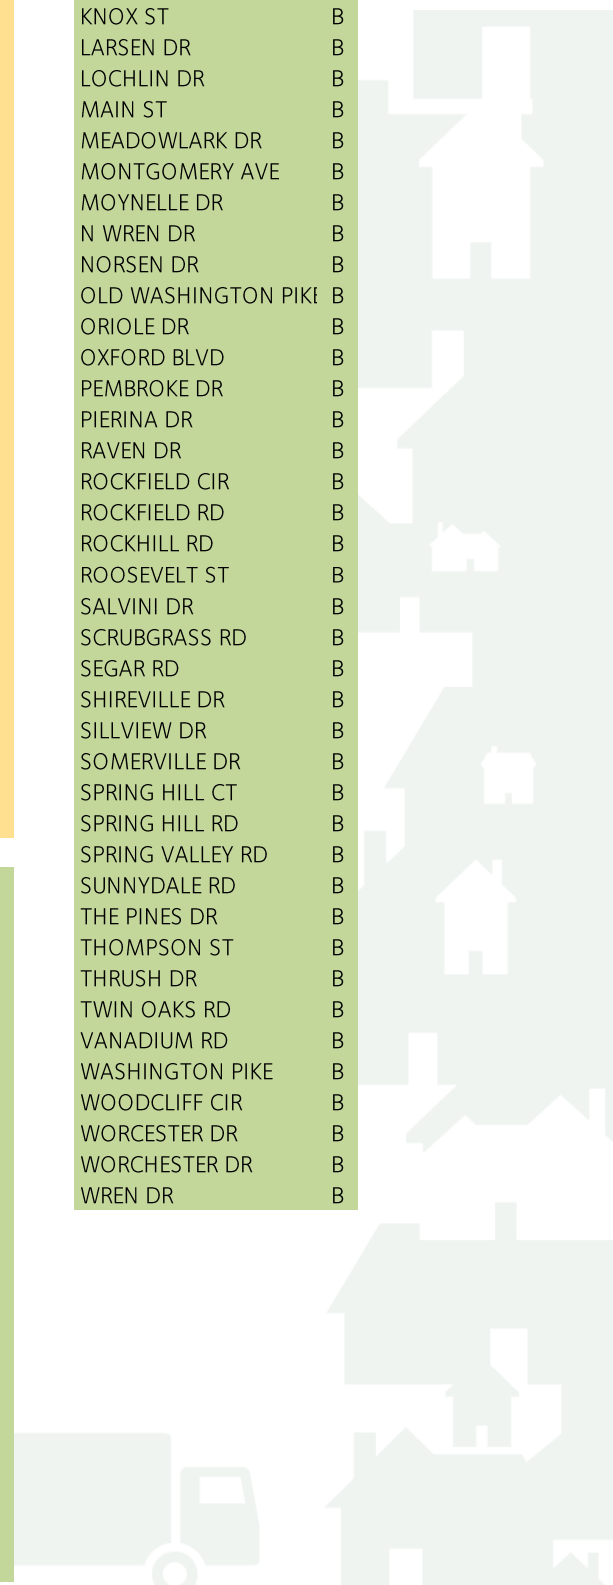 KNOX ST B
LARSEN DR B
LOCHLIN DR B
MAIN ST B
MEADOWLARK DR B
MONTGOMERY AVE B
MOYNELLE DR B
N WREN DR B
NORSEN DR B
OLD WASHINGTON PIKE B
ORIOLE DR B
OXFORD BLVD B
PEMBROKE DR B
PIERINA DR B
RAVEN DR B
ROCKFIELD CIR B
ROCKFIELD RD B
ROCKHILL RD B
ROOSEVELT ST B
SALVINI DR B
SCRUBGRASS RD B
SEGAR RD B
SHIREVILLE DR B
SILLVIEW DR B
SOMERVILLE DR B
SPRING HILL CT B
SPRING HILL RD B
SPRING VALLEY RD B
SUNNYDALE RD B
THE PINES DR B
THOMPSON ST B
THRUSH DR B
TWIN OAKS RD B
VANADIUM RD B
WASHINGTON PIKE B
WOODCLIFF CIR B
WORCESTER DR B
WORCHESTER DR B
WREN DR B